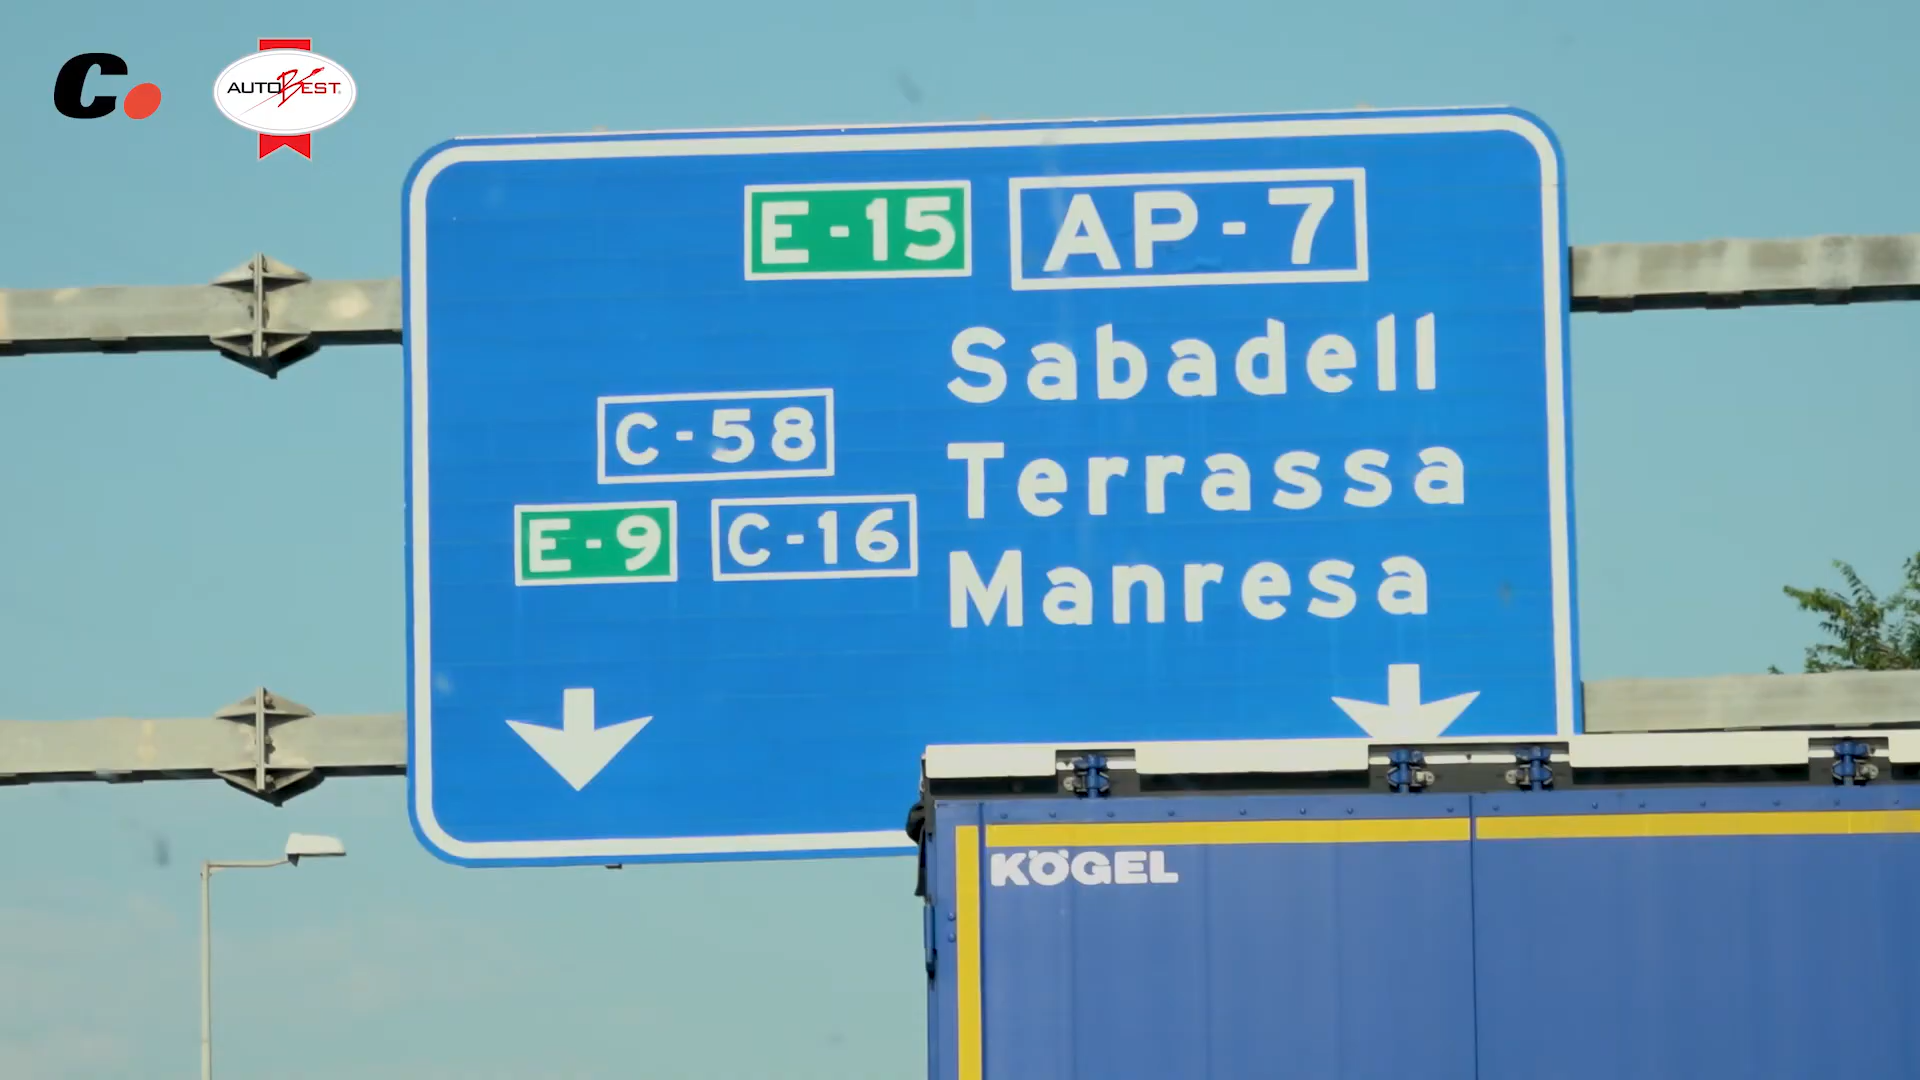 C.
AUTOBEST
E-15 AP-7
Sabadell
C-58
Terrassa
E-9 C-16
Manresa
KÖGEL